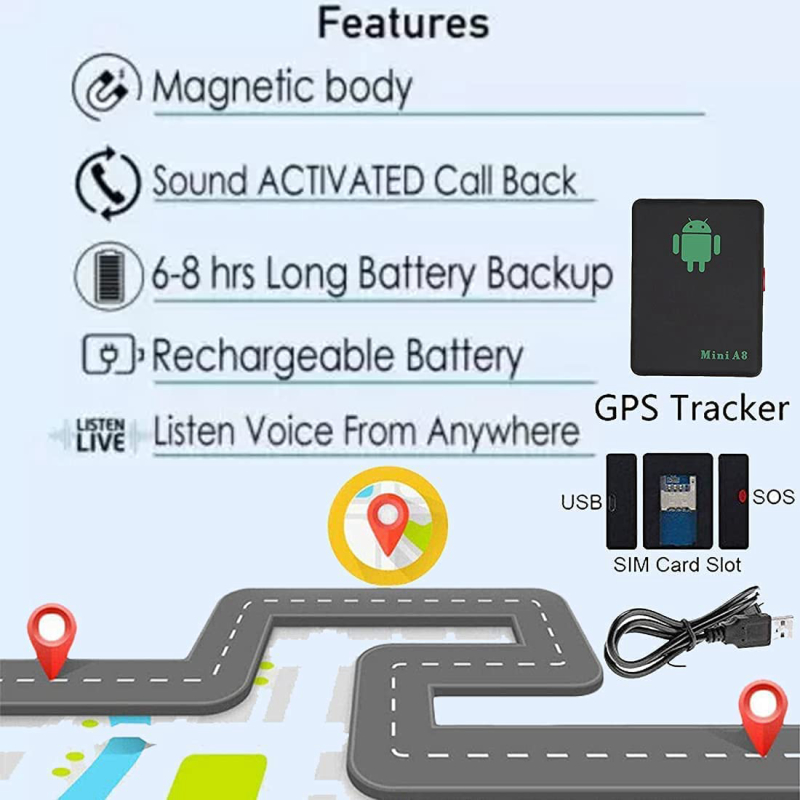 Features
Magnetic body
Sound ACTIVATED Call Back
6-8 hrs Long Battery Backup
Rechargeable Battery
LISTEN
LIVE
Listen Voice From Anywhere
Mini A8
GPS Tracker
USB
SOS
SIM Card Slot